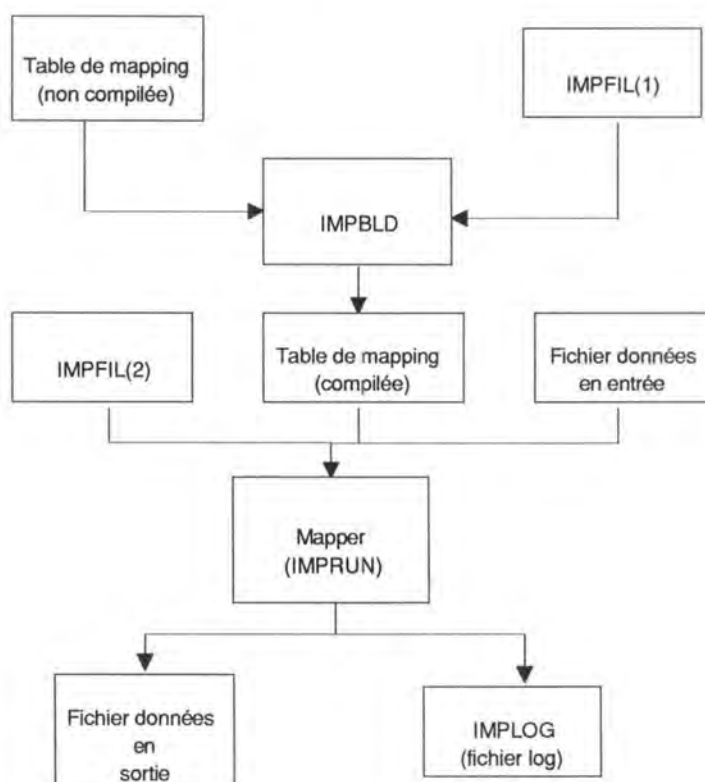 Table de mapping
(non compilée)
IMPFIL(1)
IMPBLD
IMPFIL(2)
Table de mapping
(compilée)
Fichier données
en entrée
Mapper
(IMPRUN)
Fichier données
en
sortie
IMPLOG
(fichier log)